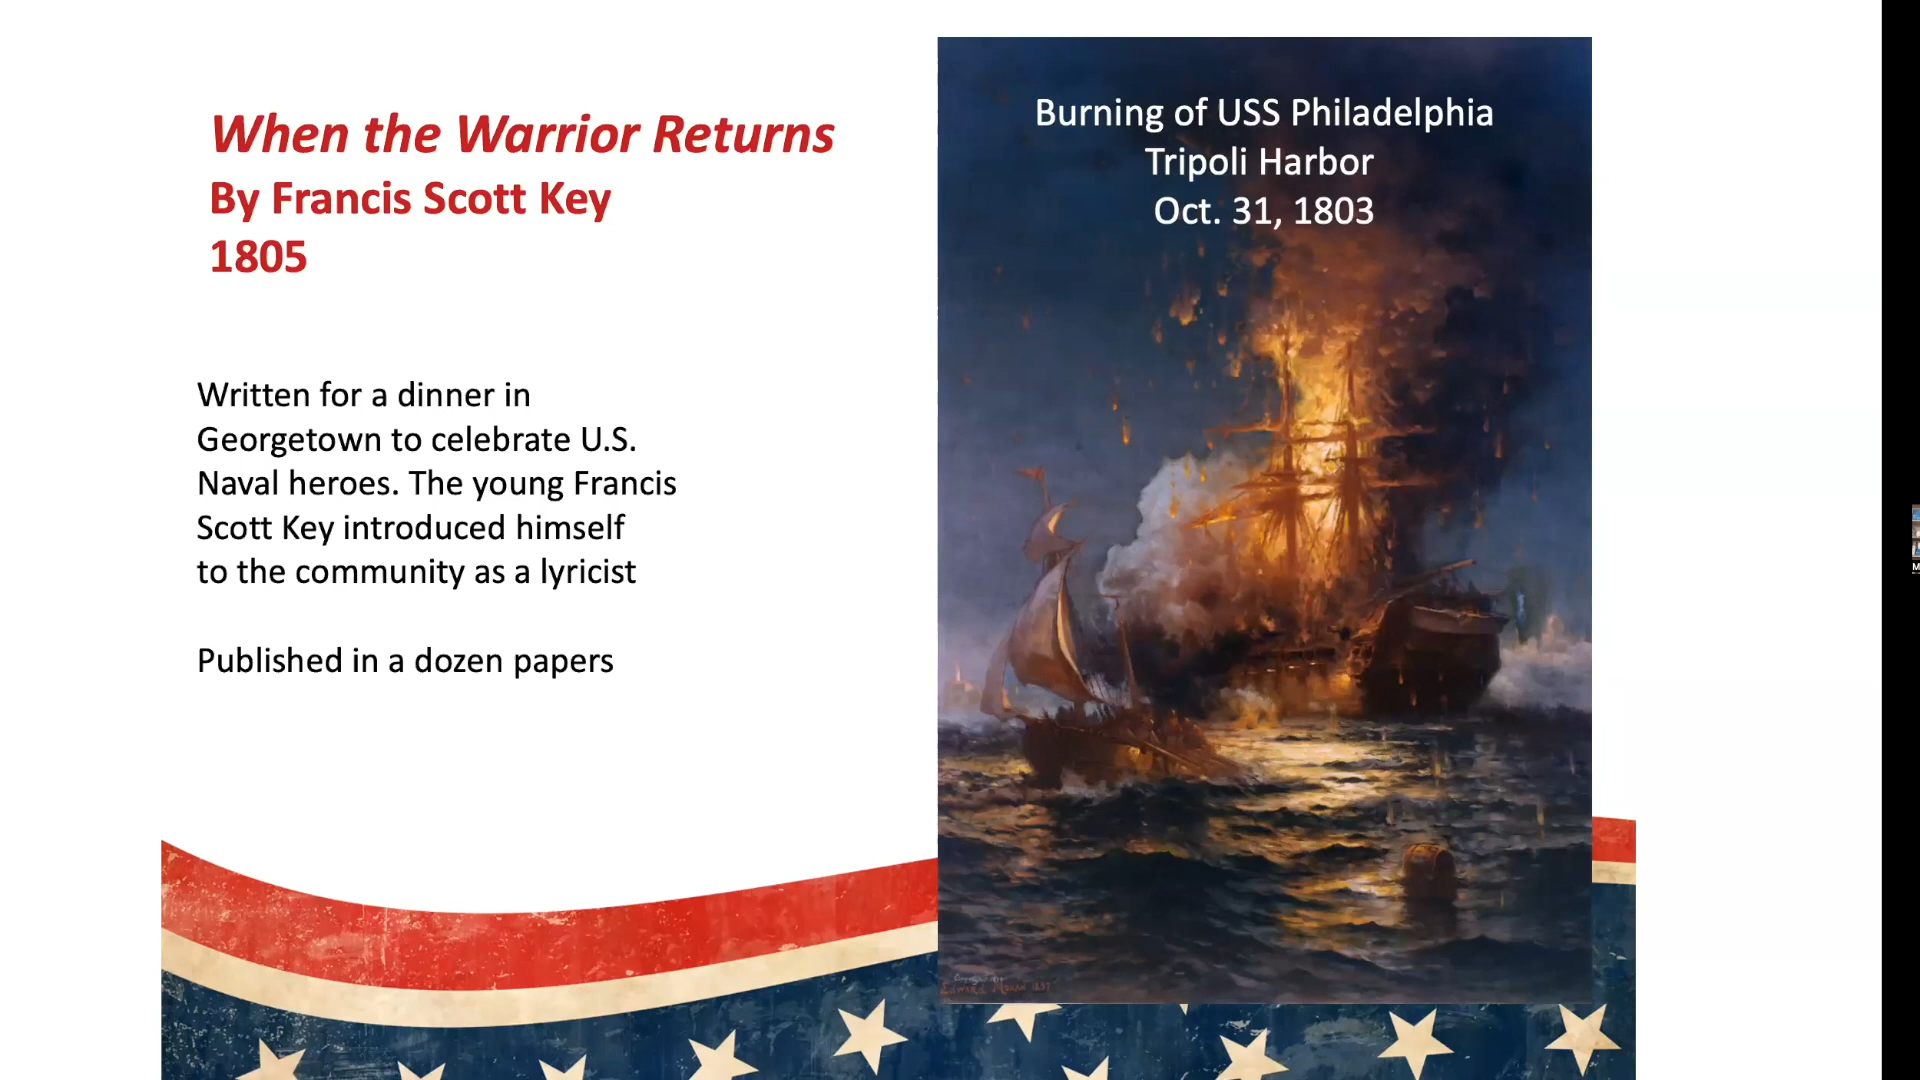 When the Warrior Returns
By Francis Scott Key
1805
Written for a dinner in
Georgetown to celebrate U.S.
Naval heroes. The young Francis
Scott Key introduced himself
to the community as a lyricist
Published in a dozen papers
Burning of USS Philadelphia
Tripoli Harbor
Oct. 31, 1803
Edward Moran
M